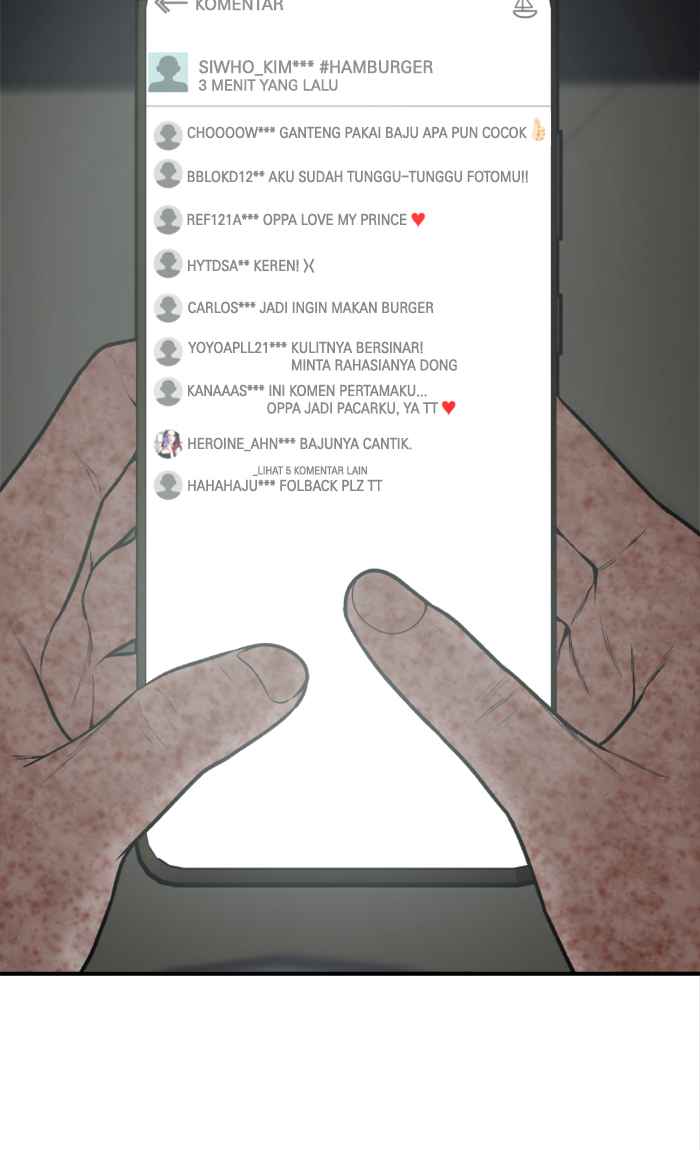 KOMENTAR
SIWHO_KIM*** #HAMBURGER
3 MENIT YANG LALU
CHOOOOW*** GANTENG PAKAI BAJU APA PUN COCOK 👍
BBLOKD12** AKU SUDAH TUNGGU-TUNGGU FOTOMU!!
REF121A*** OPPA LOVE MY PRINCE ♥
HYTDSA** KEREN! >.<
CARLOS*** JADI INGIN MAKAN BURGER
YOYOAPLL21*** KULITNYA BERSINAR!
MINTA RAHASIANYA DONG
KANAAAS*** INI KOMEN PERTAMAKU...
OPPA JADI PACARKU, YA TT ♥
HEROINE_AHN*** BAJUNYA CANTIK.
_LIHAT 5 KOMENTAR LAIN
HAHAHAJU*** FOLBACK PLZ TT